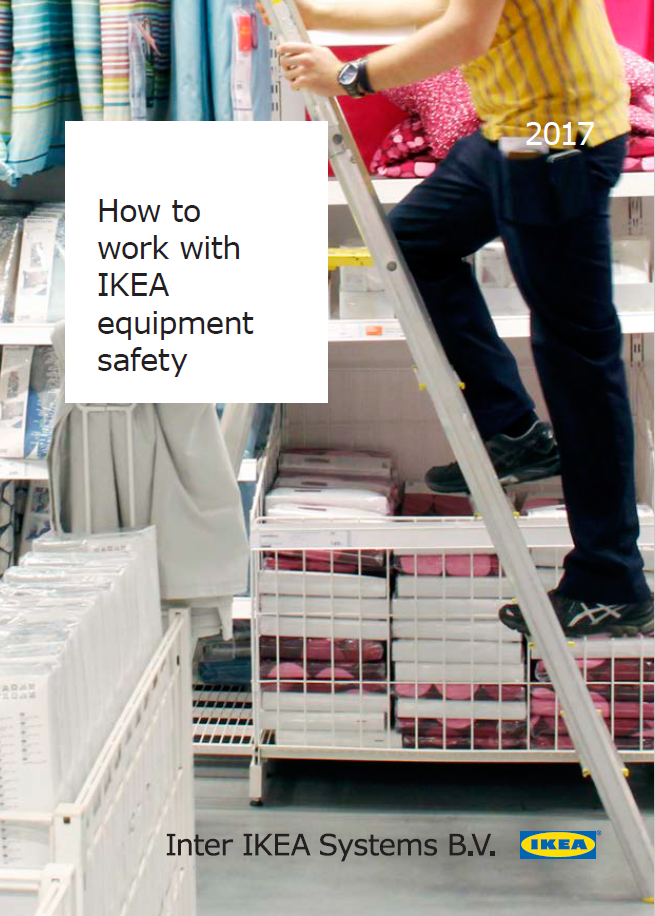 2017
How to
work with
IKEA
equipment
safety
Inter IKEA Systems B.V.
IKEA